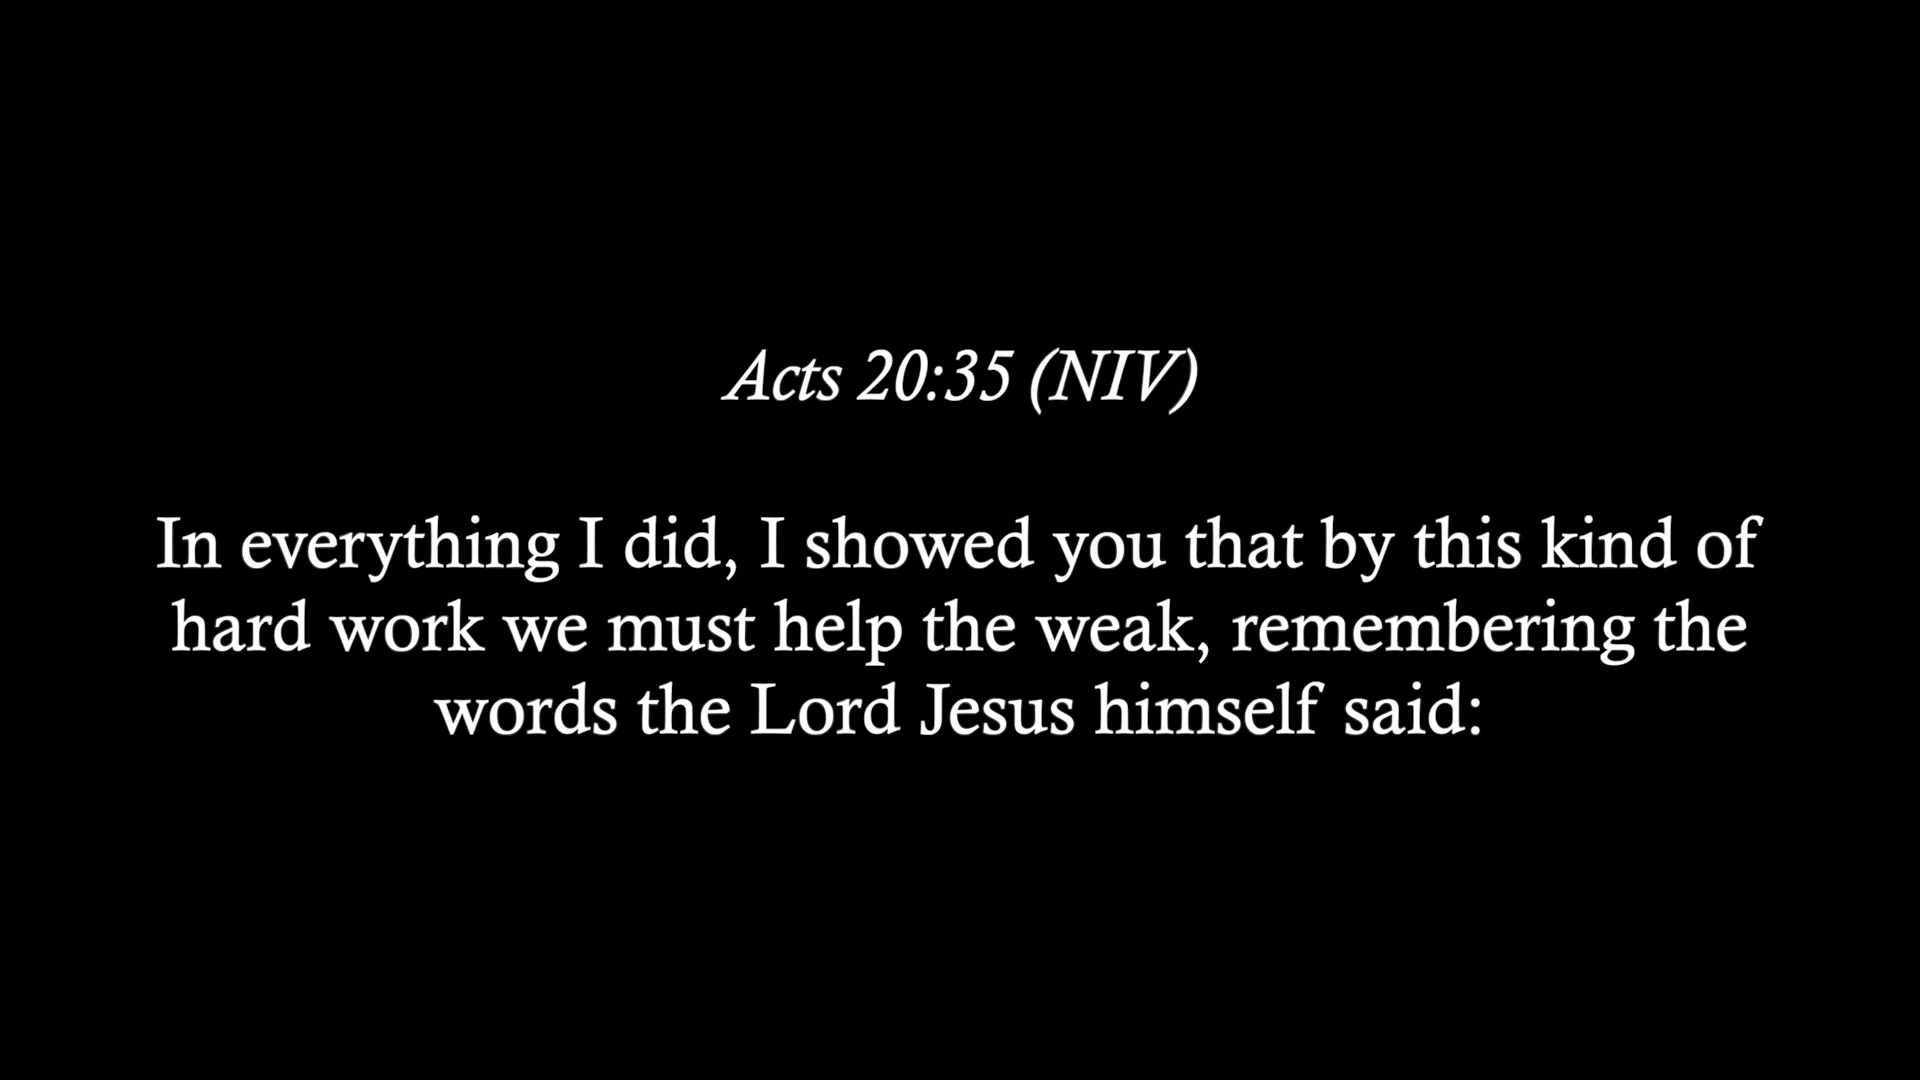 Acts 20:35 (NIV)
In everything I did, I showed you that by this kind of
hard work we must help the weak, remembering the
words the Lord Jesus himself said: